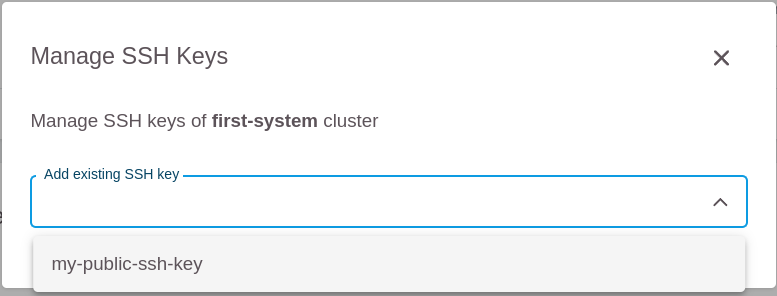 Manage SSH Keys
Manage SSH keys of first-system cluster
Add existing SSH key
my-public-ssh-key